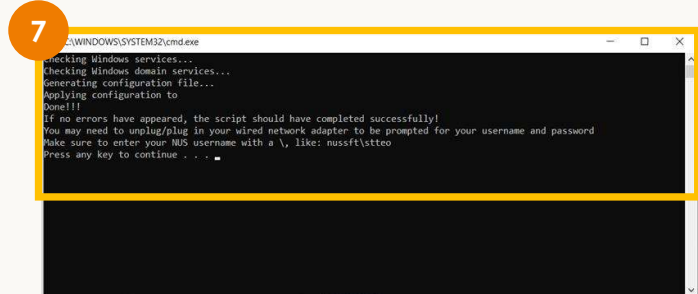 7
:\WINDOWS\SYSTEM32\cmd.exe
hecking Windows services...
Checking Windows domain services...
Generating configuration file...
Applying configuration to
Done!!!
If no errors have appeared, the script should have completed successfully!
You may need to unplug/plug in your wired network adapter to be prompted for your username and password
Make sure to enter your NUS username with a \, like: nussft\stteo
Press any key to continue . . .